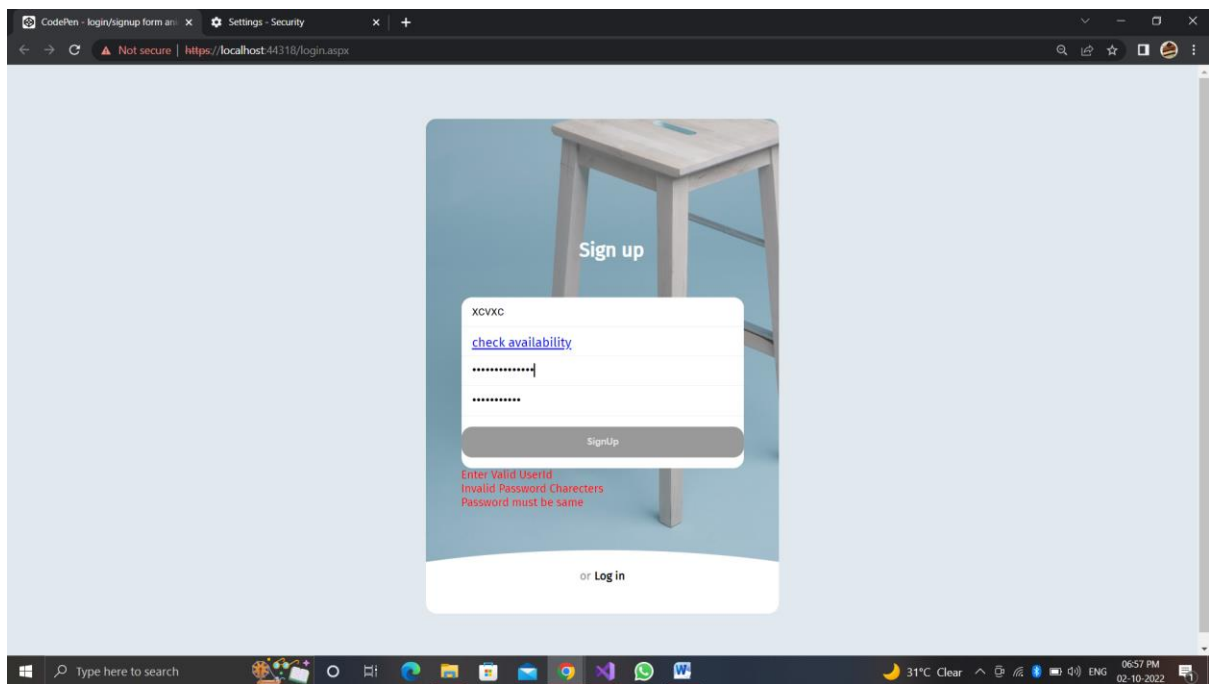 CodePen - login/signup form ani
Settings - Security
Not secure | https://localhost:44318/login.aspx
Sign up
xcvxc
check availability
••••••••••••••
•••••••••••
SignUp
Enter Valid UserId
Invalid Password Charecters
Password must be same
or Log in
Type here to search
31°C Clear
ENG
06:57 PM
02-10-2022